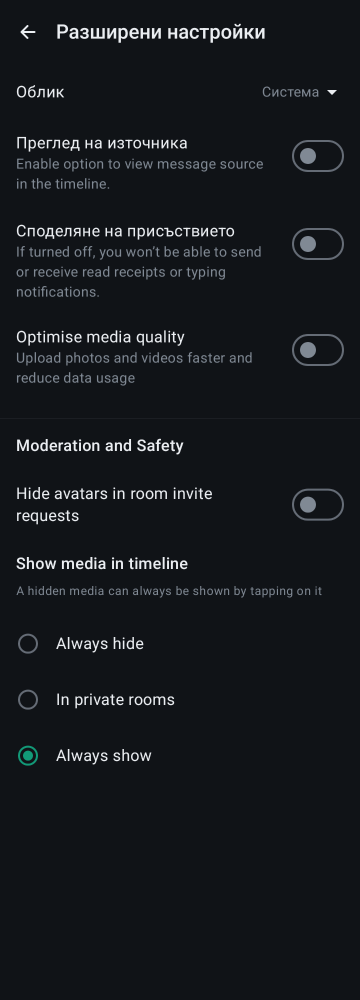 Разширени настройки
Облик
Система
Преглед на източника
Enable option to view message source
in the timeline.
Споделяне на присъствието
If turned off, you won't be able to send
or receive read receipts or typing
notifications.
Optimise media quality
Upload photos and videos faster and
reduce data usage
Moderation and Safety
Hide avatars in room invite
requests
Show media in timeline
A hidden media can always be shown by tapping on it
Always hide
In private rooms
Always show